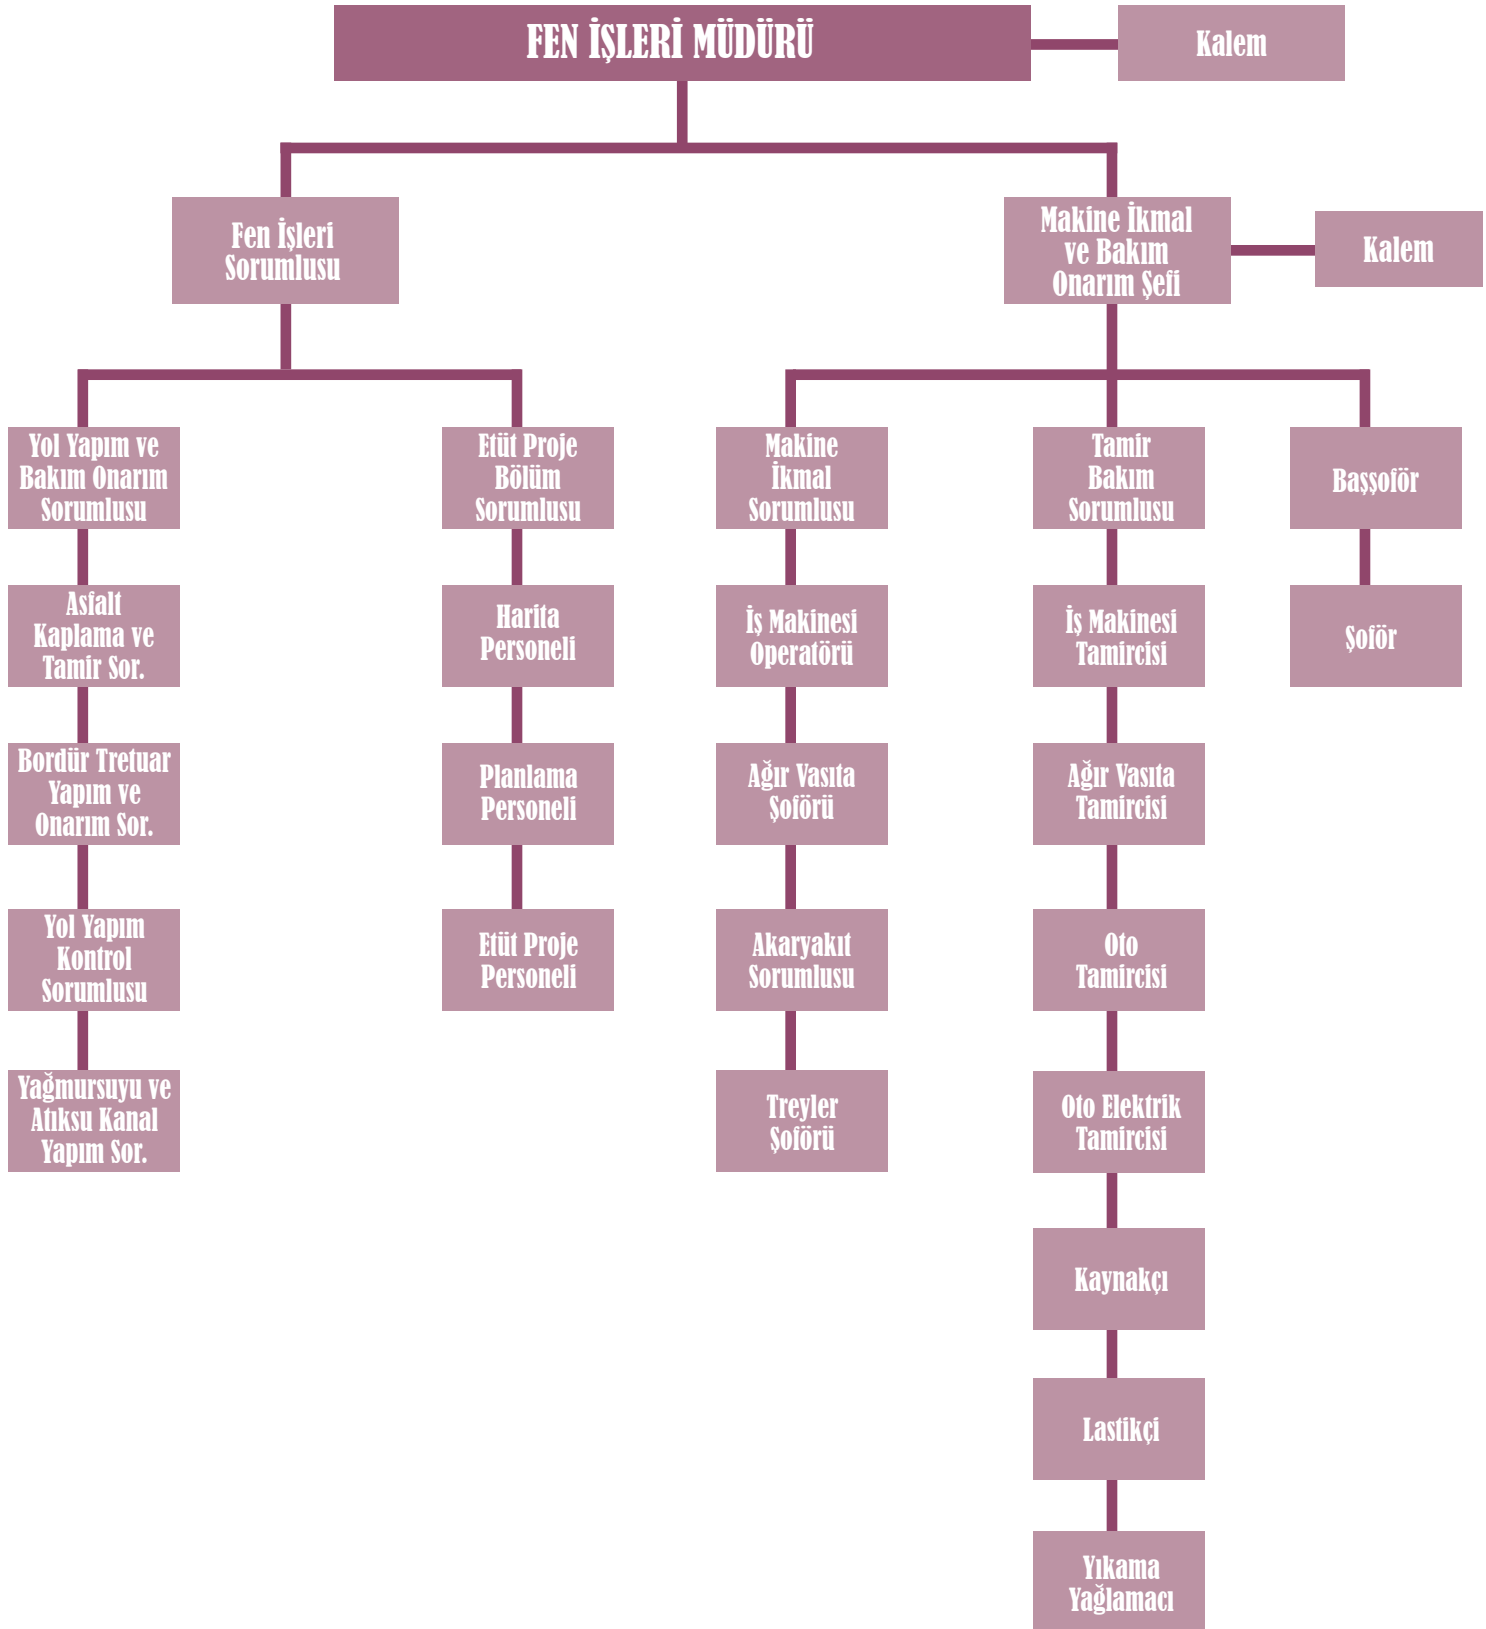 FEN İŞLERİ MÜDÜRÜ
Kalem
Fen İşleri
Sorumlusu
Makine İkmal
ve Bakım
Onarım Şefi
Kalem
Yol Yapım ve
Bakım Onarım
Sorumlusu
Etüt Proje
Bölüm
Sorumlusu
Makine
İkmal
Sorumlusu
Tamir
Bakım
Sorumlusu
Başşoför
Asfalt
Kaplama ve
Tamir Sor.
Harita
Personeli
İş Makinesi
Operatörü
İş Makinesi
Tamircisi
Şoför
Bordür Tretuar
Yapım ve
Onarım Sor.
Planlama
Personeli
Ağır Vasıta
Şoförü
Ağır Vasıta
Tamircisi
Yol Yapım
Kontrol
Sorumlusu
Etüt Proje
Personeli
Akaryakıt
Sorumlusu
Oto
Tamircisi
Yağmursuyu ve
Atıksu Kanal
Yapım Sor.
Treyler
Şoförü
Oto Elektrik
Tamircisi
Kaynakçı
Lastikçi
Yıkama
Yağlamacı